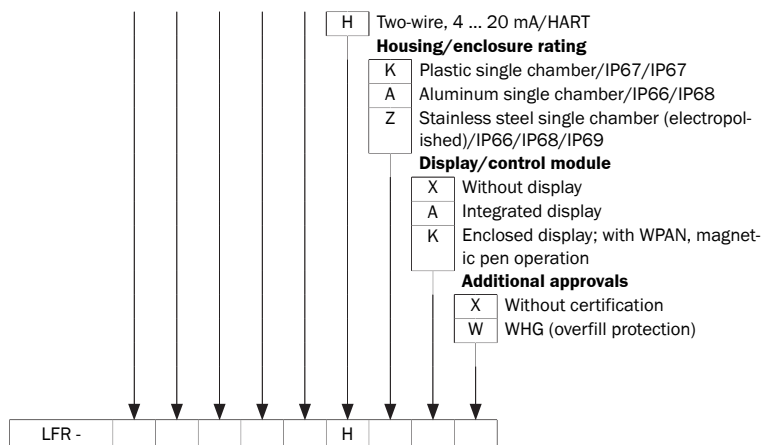 H Two-wire, 4 ... 20 mA/HART
Housing/enclosure rating
K Plastic single chamber/IP67/IP67
A Aluminum single chamber/IP66/IP68
Z Stainless steel single chamber (electropol-
ished)/IP66/IP68/IP69
Display/control module
X Without display
A Integrated display
K Enclosed display; with WPAN, magnet-
ic pen operation
Additional approvals
X Without certification
W WHG (overfill protection)
LFR - H